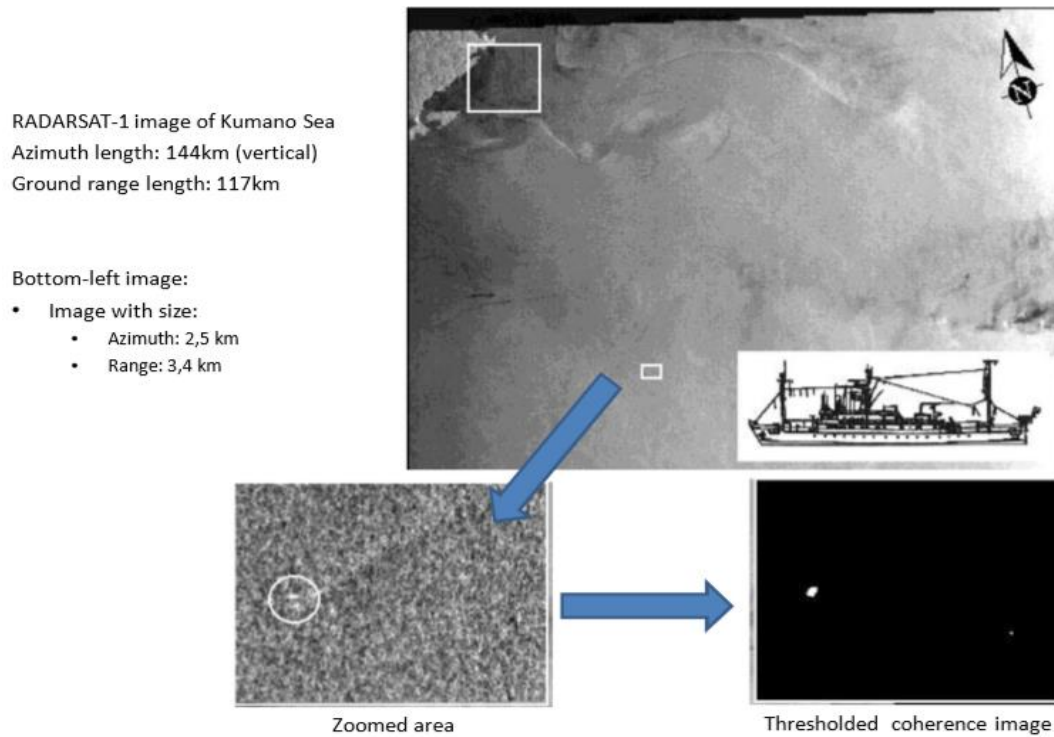 RADARSAT-1 image of Kumano Sea
Azimuth length: 144km (vertical)
Ground range length: 117km
Bottom-left image:
• Image with size:
• Azimuth: 2,5 km
• Range: 3,4 km
N
Zoomed area
Thresholded coherence image